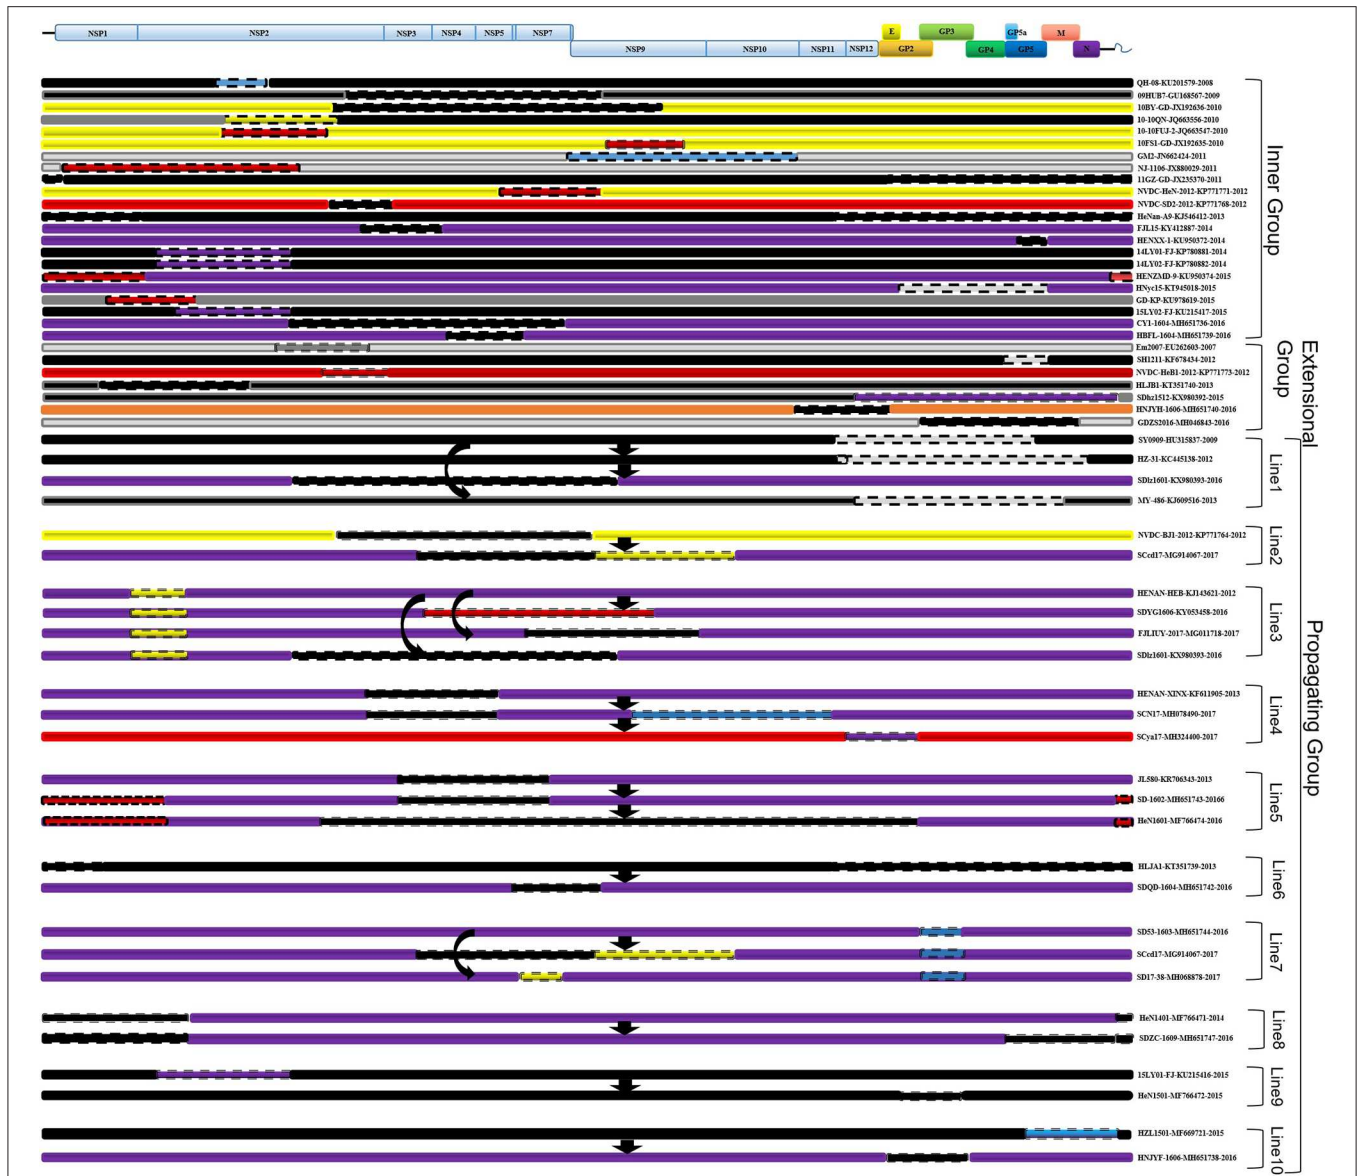 NSP1 NSP2 NSP3 NSP4 NSP5 NSP7 E GP3 GP5a M
NSP9 NSP10 NSP11 NSP12 GP2 GP4 GP5 N
QH-08-KU201579-2008
09HUB7-GU168567-2009
10BY-GD-JX192636-2010
10-10QN-JQ663556-2010
10-10FUJ-2-JQ663547-2010
10FS1-GD-JX192635-2010
GM2-JN662424-2011
NJ-1106-JX880029-2011
11GZ-GD-JX235370-2011
NVDC-HeN-2012-KP771771-2012
NVDC-SD2-2012-KP771768-2012
HeNan-A9-KJ546412-2013
FJL15-KY412887-2014
HENXX-1-KU950372-2014
14LY01-FJ-KP780881-2014
14LY02-FJ-KP780882-2014
HENZMD-9-KU950374-2015
HNyc15-KT945018-2015
GD-KP-KU978619-2015
15LY02-FJ-KU215417-2015
CY1-1604-MH651736-2016
HBFL-1604-MH651739-2016
Inner Group
Em2007-EU262603-2007
SH1211-KF678434-2012
NVDC-HeB1-2012-KP771773-2012
HLJB1-KT351740-2013
SDhz1512-KX980392-2015
HNJYH-1606-MH651740-2016
GDZS2016-MH046843-2016
Extensional
Group
SY0909-HU315837-2009
HZ-31-KC445138-2012
SDlz1601-KX980393-2016
MY-486-KJ609516-2013
Line1
NVDC-BJ1-2012-KP771764-2012
SCcd17-MG914067-2017
Line2
HENAN-HEB-KJ143621-2012
SDYG1606-KY053458-2016
FJLIUY-2017-MG011718-2017
SDlz1601-KX980393-2016
Line3
HENAN-XINX-KF611905-2013
SCN17-MH078490-2017
SCya17-MH324400-2017
Line4
JL580-KR706343-2013
SD-1602-MH651743-20166
HeN1601-MF766474-2016
Line5
HLJA1-KT351739-2013
SDQD-1604-MH651742-2016
Line6
SD53-1603-MH651744-2016
SCcd17-MG914067-2017
SD17-38-MH068878-2017
Line7
HeN1401-MF766471-2014
SDZC-1609-MH651747-2016
Line8
15LY01-FJ-KU215416-2015
HeN1501-MF766472-2015
Line9
HZL1501-MF669721-2015
HNJYF-1606-MH651738-2016
Line10
Propagating Group